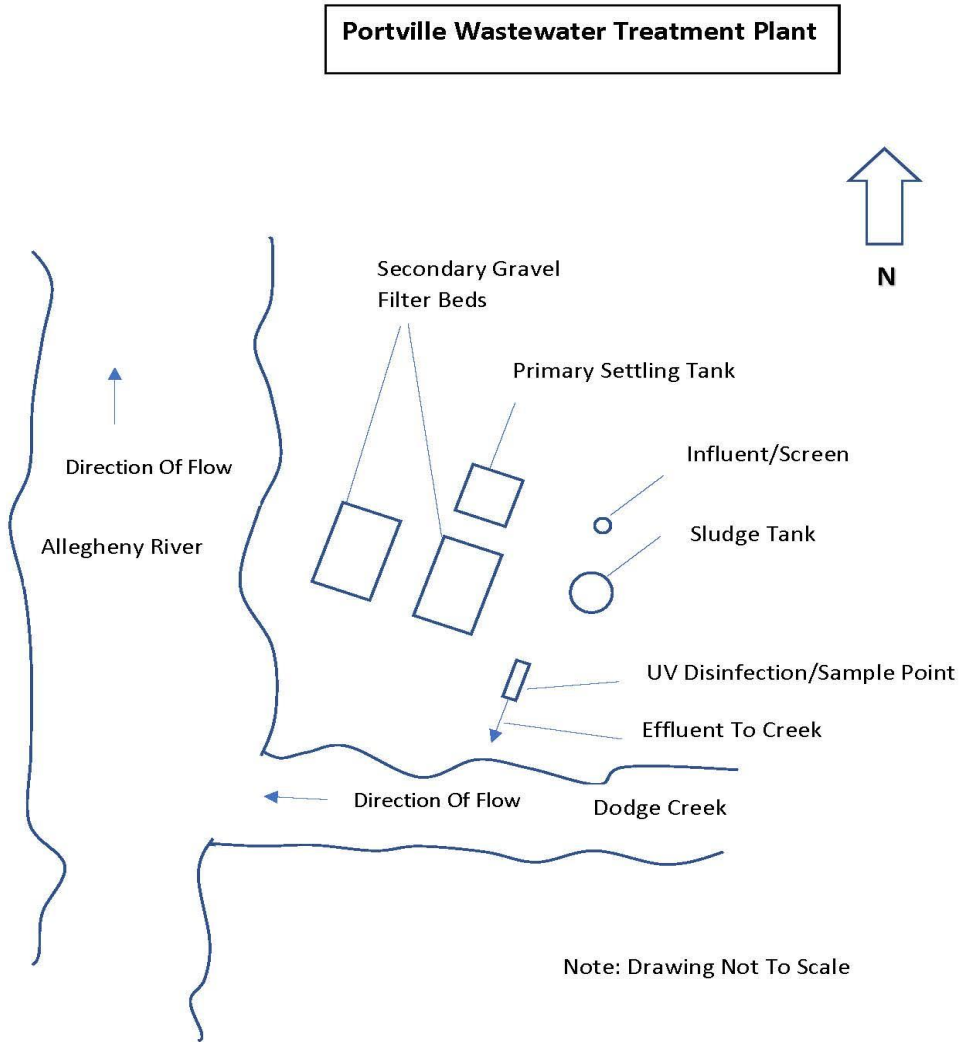 Portville Wastewater Treatment Plant
N
Secondary Gravel
Filter Beds
Primary Settling Tank
Influent/Screen
Direction Of Flow
Sludge Tank
Allegheny River
UV Disinfection/Sample Point
Effluent To Creek
Direction Of Flow
Dodge Creek
Note: Drawing Not To Scale